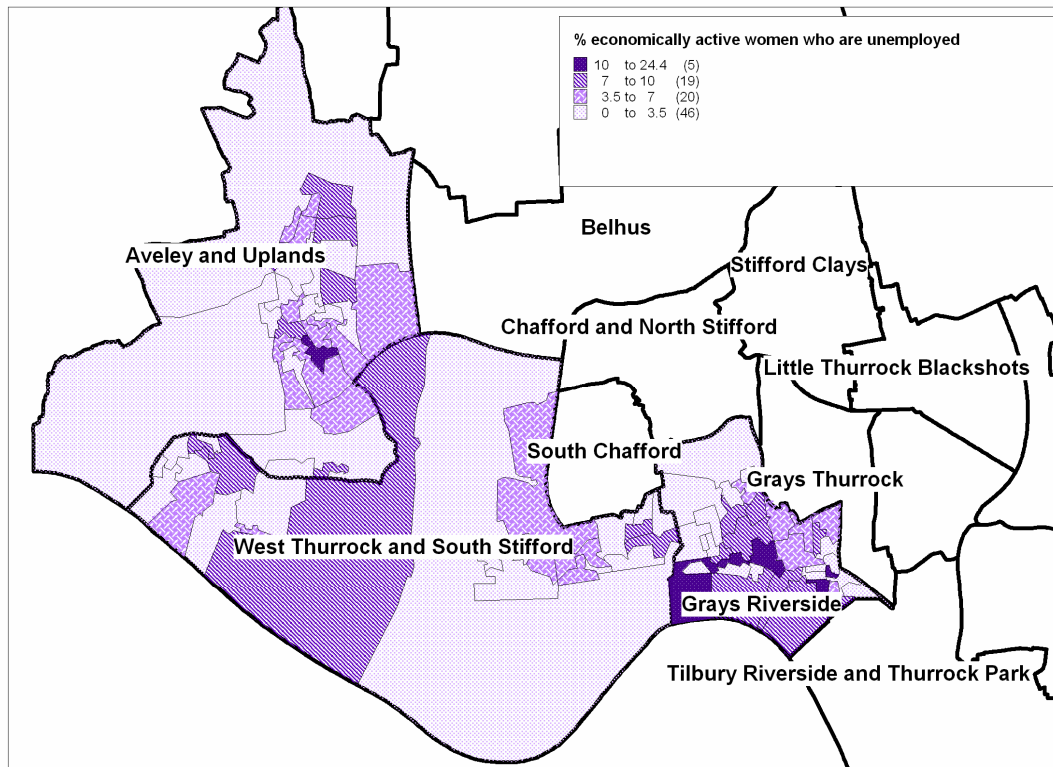 % economically active women who are unemployed
10 to 24.4 (5)
7 to 10 (19)
3.5 to 7 (20)
0 to 3.5 (46)
Belhus
Aveley and Uplands
Stifford Clays
Chafford and North Stifford
Little Thurrock Blackshots
South Chafford
Grays Thurrock
West Thurrock and South Stifford
Grays Riverside
Tilbury Riverside and Thurrock Park